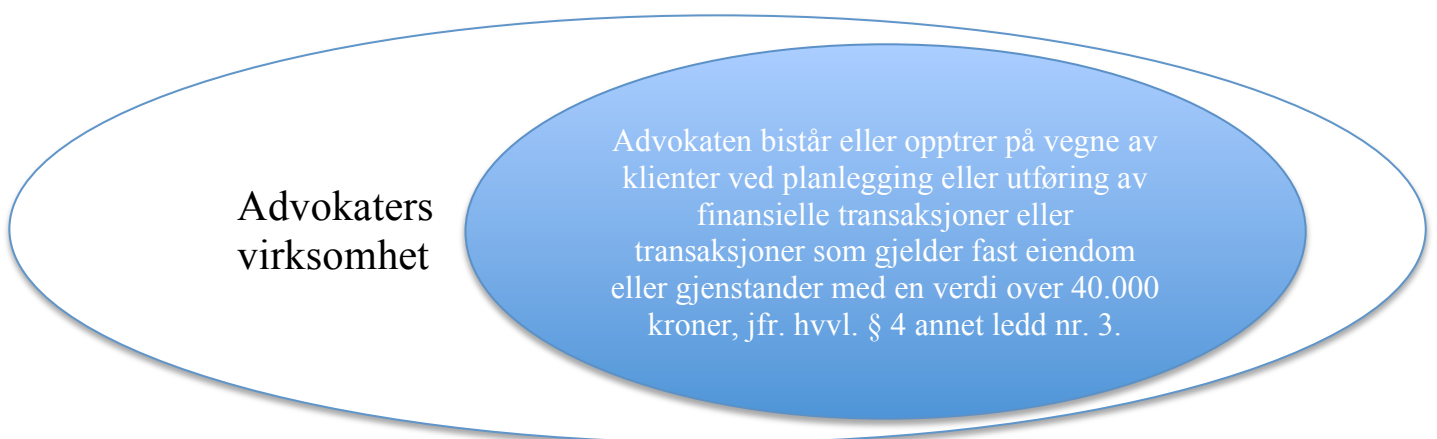 Advokaters
virksomhet
Advokaten bistår eller opptrer på vegne av
klienter ved planlegging eller utføring av
finansielle transaksjoner eller
transaksjoner som gjelder fast eiendom
eller gjenstander med en verdi over 40.000
kroner, jfr. hvvl. § 4 annet ledd nr. 3.